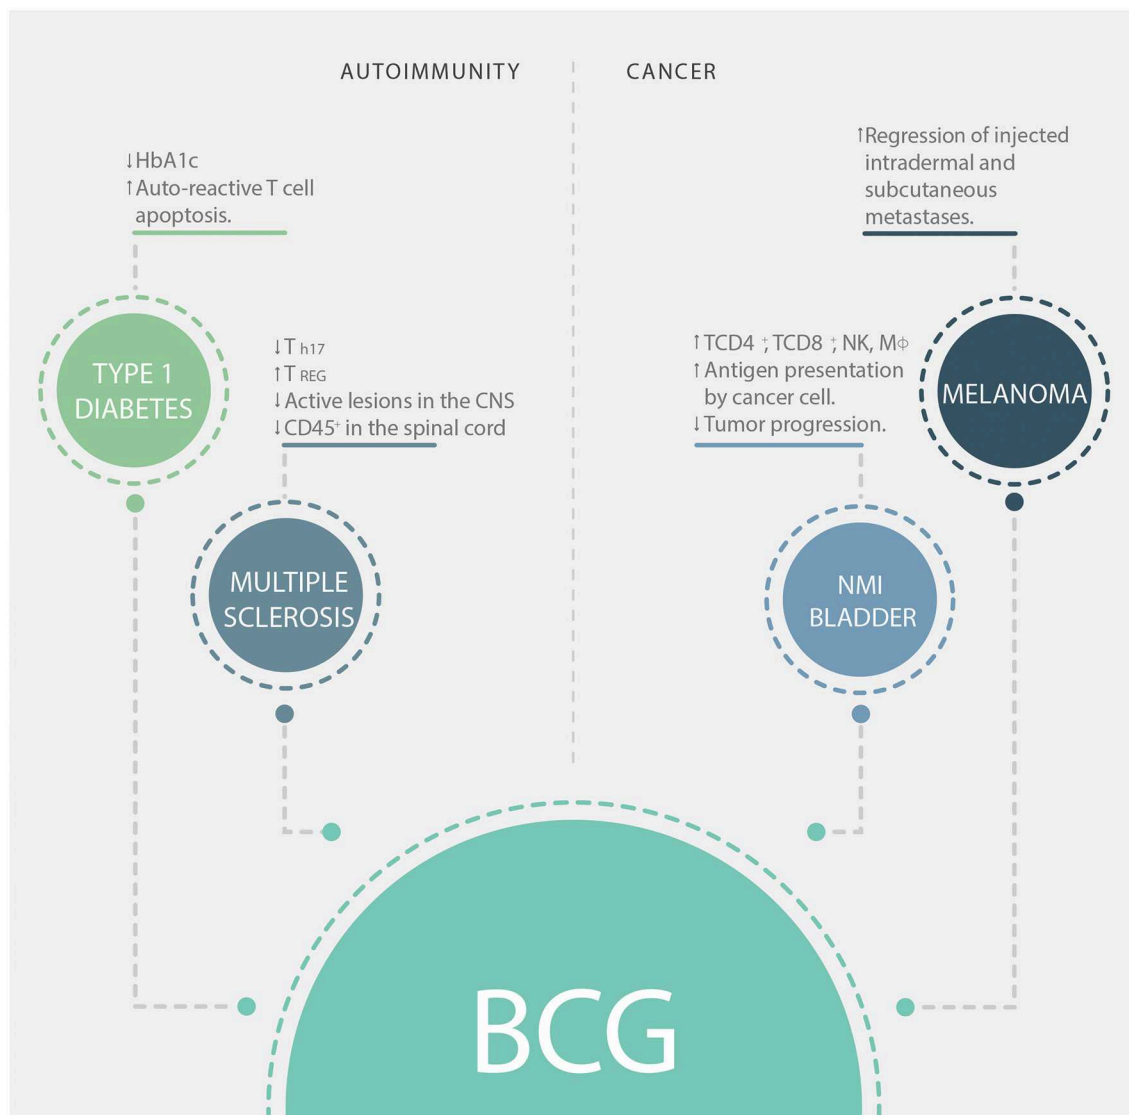 AUTOIMMUNITY
CANCER
↓HbA1c
↑Auto-reactive T cell
apoptosis.
TYPE 1
DIABETES
↓T h17
↑T REG
↓Active lesions in the CNS
↓CD45+ in the spinal cord
MULTIPLE
SCLEROSIS
↑Regression of injected
intradermal and
subcutaneous
metastases.
MELANOMA
↑TCD4 +, TCD8 +, NK, MΦ
↑Antigen presentation
by cancer cell.
↓Tumor progression.
NMI
BLADDER
BCG